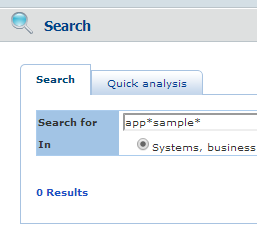 Search
Search
Quick analysis
Search for
app*sample*
In
Systems, business
0 Results